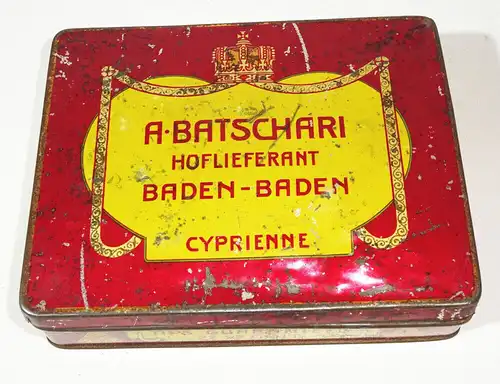 A·BATSCHARI
HOFLIEFERANT
BADEN-BADEN
CYPRIENNE